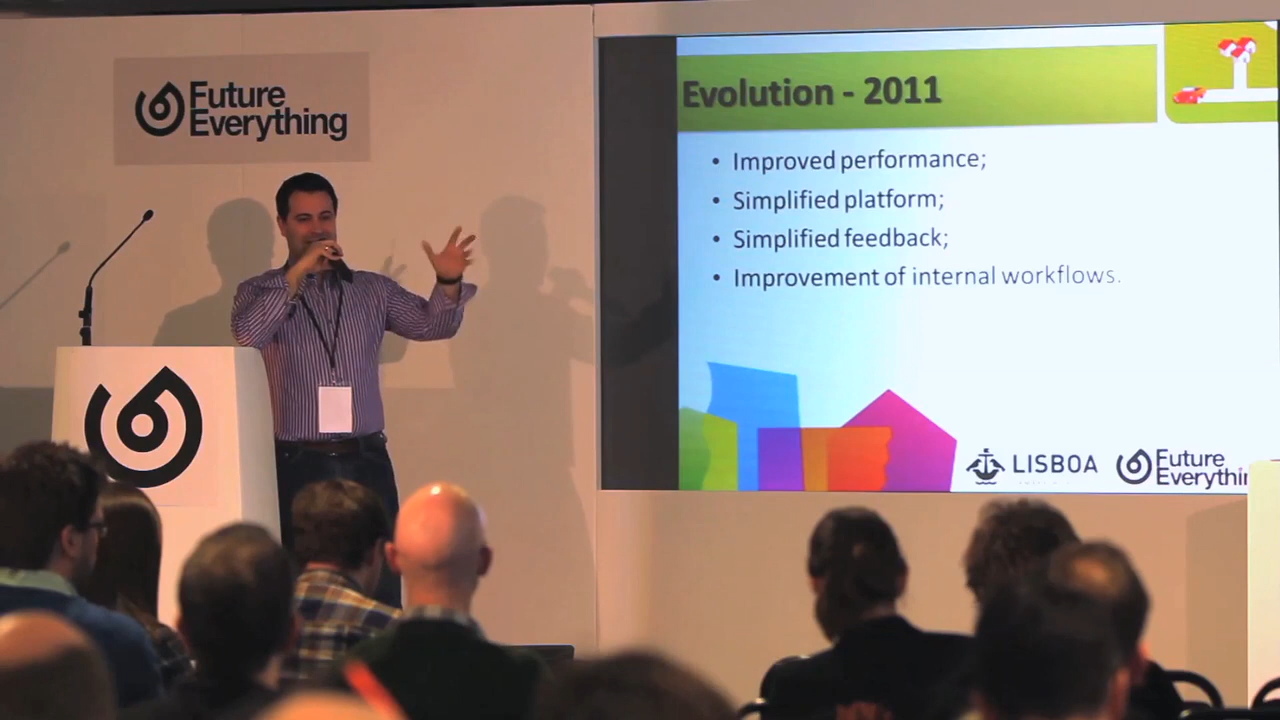 Future
Everything
Evolution - 2011
• Improved performance;
• Simplified platform;
• Simplified feedback;
• Improvement of internal workflows.
LISBOA
Future
Everythin